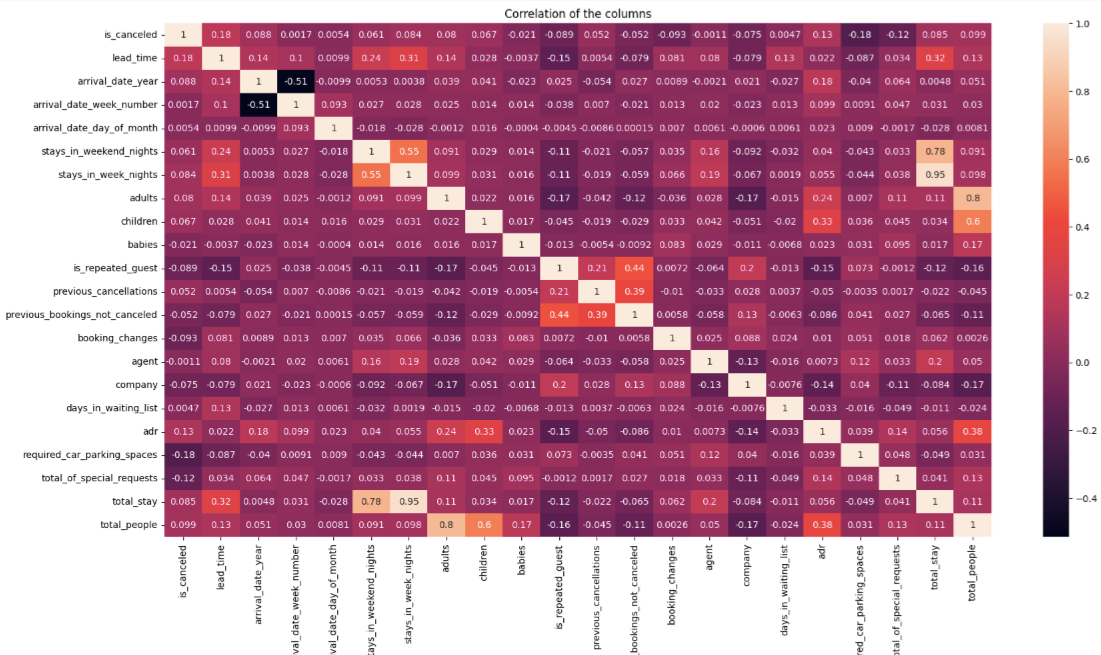 Correlation of the columns
is_canceled 1 0.18 0.088 0.0017 0.0054 0.061 0.084 0.08 0.067 -0.021 -0.089 0.052 -0.052 -0.093 -0.0011 -0.075 0.0047 0.13 -0.18 -0.12 0.085 0.099
lead_time 0.18 1 0.14 0.1 0.0099 0.24 0.31 0.14 0.028 -0.0037 -0.15 0.0054 -0.079 0.081 0.08 -0.079 0.13 0.022 -0.087 0.034 0.32 0.13
arrival_date_year 0.088 0.14 1 -0.51 -0.0099 0.0053 0.0038 0.039 0.041 -0.023 0.025 -0.054 0.027 0.0089 -0.0021 0.021 -0.027 0.18 -0.04 0.064 0.0048 0.051
arrival_date_week_number 0.0017 0.1 -0.51 1 0.093 0.027 0.028 0.025 0.014 0.014 -0.038 0.007 -0.021 0.013 0.02 -0.023 0.013 0.099 0.0091 0.047 0.031 0.03
arrival_date_day_of_month 0.0054 0.0099 -0.0099 0.093 1 -0.018 -0.028 -0.0012 0.016 -0.0004 -0.0045 -0.0086 0.00015 0.007 0.0061 -0.0006 0.0061 0.023 0.009 -0.0017 -0.028 0.0081
stays_in_weekend_nights 0.061 0.24 0.0053 0.027 -0.018 1 0.55 0.091 0.029 0.014 -0.11 -0.021 -0.057 0.035 0.16 -0.092 -0.032 0.04 -0.043 0.033 0.78 0.091
stays_in_week_nights 0.084 0.31 0.0038 0.028 -0.028 0.55 1 0.099 0.031 0.016 -0.11 -0.019 -0.059 0.066 0.19 -0.067 0.0019 0.055 -0.044 0.038 0.95 0.098
adults 0.08 0.14 0.039 0.025 -0.0012 0.091 0.099 1 0.022 0.016 -0.17 -0.042 -0.12 -0.036 0.028 -0.17 -0.015 0.24 0.007 0.11 0.11 0.8
children 0.067 0.028 0.041 0.014 0.016 0.029 0.031 0.022 1 0.017 -0.045 -0.019 -0.029 0.033 0.042 -0.051 -0.02 0.33 0.036 0.045 0.034 0.6
babies -0.021 -0.0037 -0.023 0.014 -0.0004 0.014 0.016 0.016 0.017 1 -0.013 -0.0054 -0.0092 0.083 0.029 -0.011 -0.0068 0.023 0.031 0.095 0.017 0.17
is_repeated_guest -0.089 -0.15 0.025 -0.038 -0.0045 -0.11 -0.11 -0.17 -0.045 -0.013 1 0.21 0.44 0.0072 -0.064 0.2 -0.013 -0.15 0.073 -0.0012 -0.12 -0.16
previous_cancellations 0.052 0.0054 -0.054 0.007 -0.0086 -0.021 -0.019 -0.042 -0.019 -0.0054 0.21 1 0.39 -0.01 -0.033 0.028 0.0037 -0.05 -0.0035 0.0017 -0.022 -0.045
previous_bookings_not_canceled -0.052 -0.079 0.027 -0.021 0.00015 -0.057 -0.059 -0.12 -0.029 -0.0092 0.44 0.39 1 0.0058 -0.058 0.13 -0.0063 -0.086 0.041 0.027 -0.065 -0.11
booking_changes -0.093 0.081 0.0089 0.013 0.007 0.035 0.066 -0.036 0.033 0.083 0.0072 -0.01 0.0058 1 0.025 0.088 0.024 0.01 0.051 0.018 0.062 0.0026
agent -0.0011 0.08 -0.0021 0.02 0.0061 0.16 0.19 0.028 0.042 0.029 -0.064 -0.033 -0.058 0.025 1 -0.13 -0.016 0.0073 0.12 0.033 0.2 0.05
company -0.075 -0.079 0.021 -0.023 -0.0006 -0.092 -0.067 -0.17 -0.051 -0.011 0.2 0.028 0.13 0.088 -0.13 1 -0.0076 -0.14 0.04 -0.11 -0.084 -0.17
days_in_waiting_list 0.0047 0.13 -0.027 0.013 0.0061 -0.032 0.0019 -0.015 -0.02 -0.0068 -0.013 0.0037 -0.0063 0.024 -0.016 -0.0076 1 -0.033 -0.016 -0.049 -0.011 -0.024
adr 0.13 0.022 0.18 0.099 0.023 0.04 0.055 0.24 0.33 0.023 -0.15 -0.05 -0.086 0.01 0.0073 -0.14 -0.033 1 0.039 0.14 0.056 0.38
required_car_parking_spaces -0.18 -0.087 -0.04 0.0091 0.009 -0.043 -0.044 0.007 0.036 0.031 0.073 -0.0035 0.041 0.051 0.12 0.04 -0.016 0.039 1 0.048 -0.049 0.031
total_of_special_requests -0.12 0.034 0.064 0.047 -0.0017 0.033 0.038 0.11 0.045 0.095 -0.0012 0.0017 0.027 0.018 0.033 -0.11 -0.049 0.14 0.048 1 0.041 0.13
total_stay 0.085 0.32 0.0048 0.031 -0.028 0.78 0.95 0.11 0.034 0.017 -0.12 -0.022 -0.065 0.062 0.2 -0.084 -0.011 0.056 -0.049 0.041 1 0.11
total_people 0.099 0.13 0.051 0.03 0.0081 0.091 0.098 0.8 0.6 0.17 -0.16 -0.045 -0.11 0.0026 0.05 -0.17 -0.024 0.38 0.031 0.13 0.11 1
is_canceled
lead_time
arrival_date_year
val_date_week_number
val_date_day_of_month
tays_in_weekend_nights
stays_in_week_nights
adults
children
babies
is_repeated_guest
previous_cancellations
_bookings_not_canceled
booking_changes
agent
company
days_in_waiting_list
adr
red_car_parking_spaces
otal_of_special_requests
total_stay
total_people
1.0
0.8
0.6
0.4
0.2
0.0
−0.2
−0.4